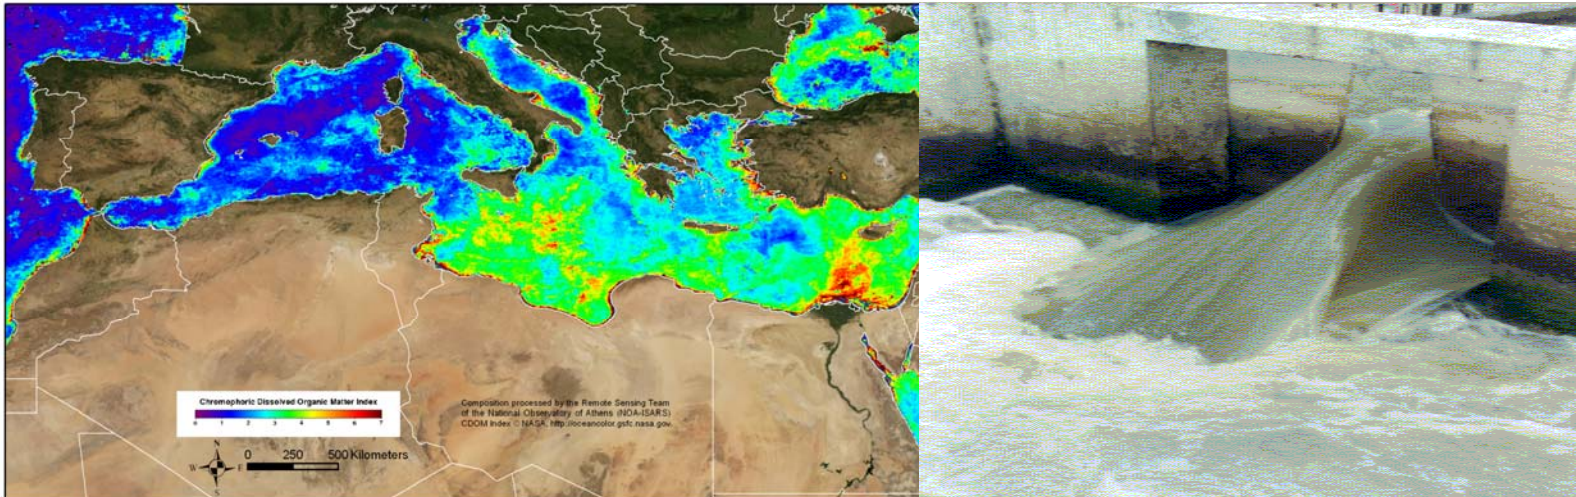 Chromophoric Dissolved Organic Matter Index
0 1 2 3 4 5 6 7
N
W E
S
0 250 500 Kilometers
Composition processed by the Remote Sensing Team
of the National Observatory of Athens (NOA-ISARS)
CDOM Index © NASA, http://oceancolor.gsfc.nasa.gov.